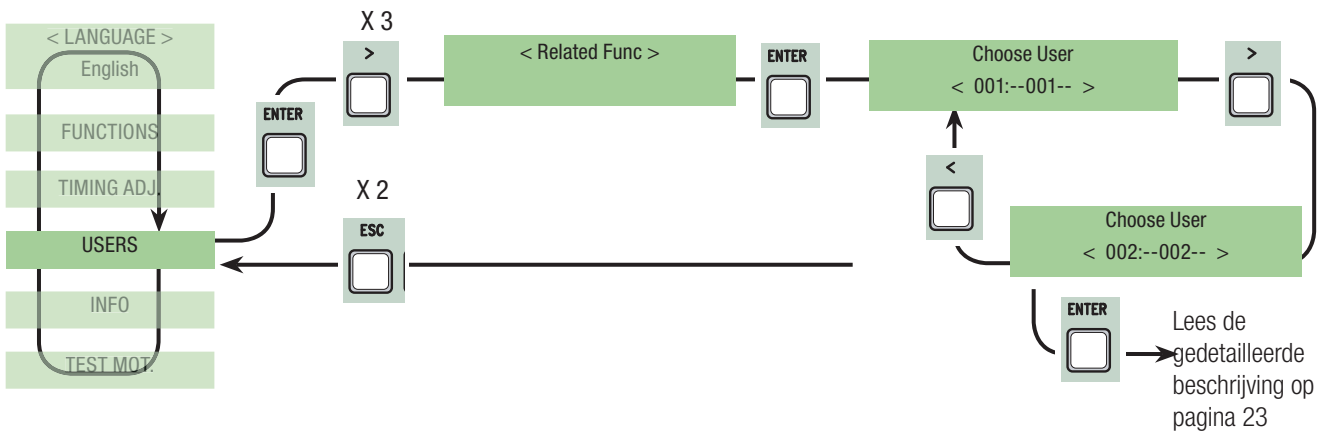 < LANGUAGE >
English
FUNCTIONS
TIMING ADJ.
USERS
INFO
TEST MOT.
ENTER
X 3
>
< Related Func >
ENTER
Choose User
< 001:--001-- >
>
<
Choose User
< 002:--002-- >
X 2
ESC
ENTER
Lees de
gedetailleerde
beschrijving op
pagina 23